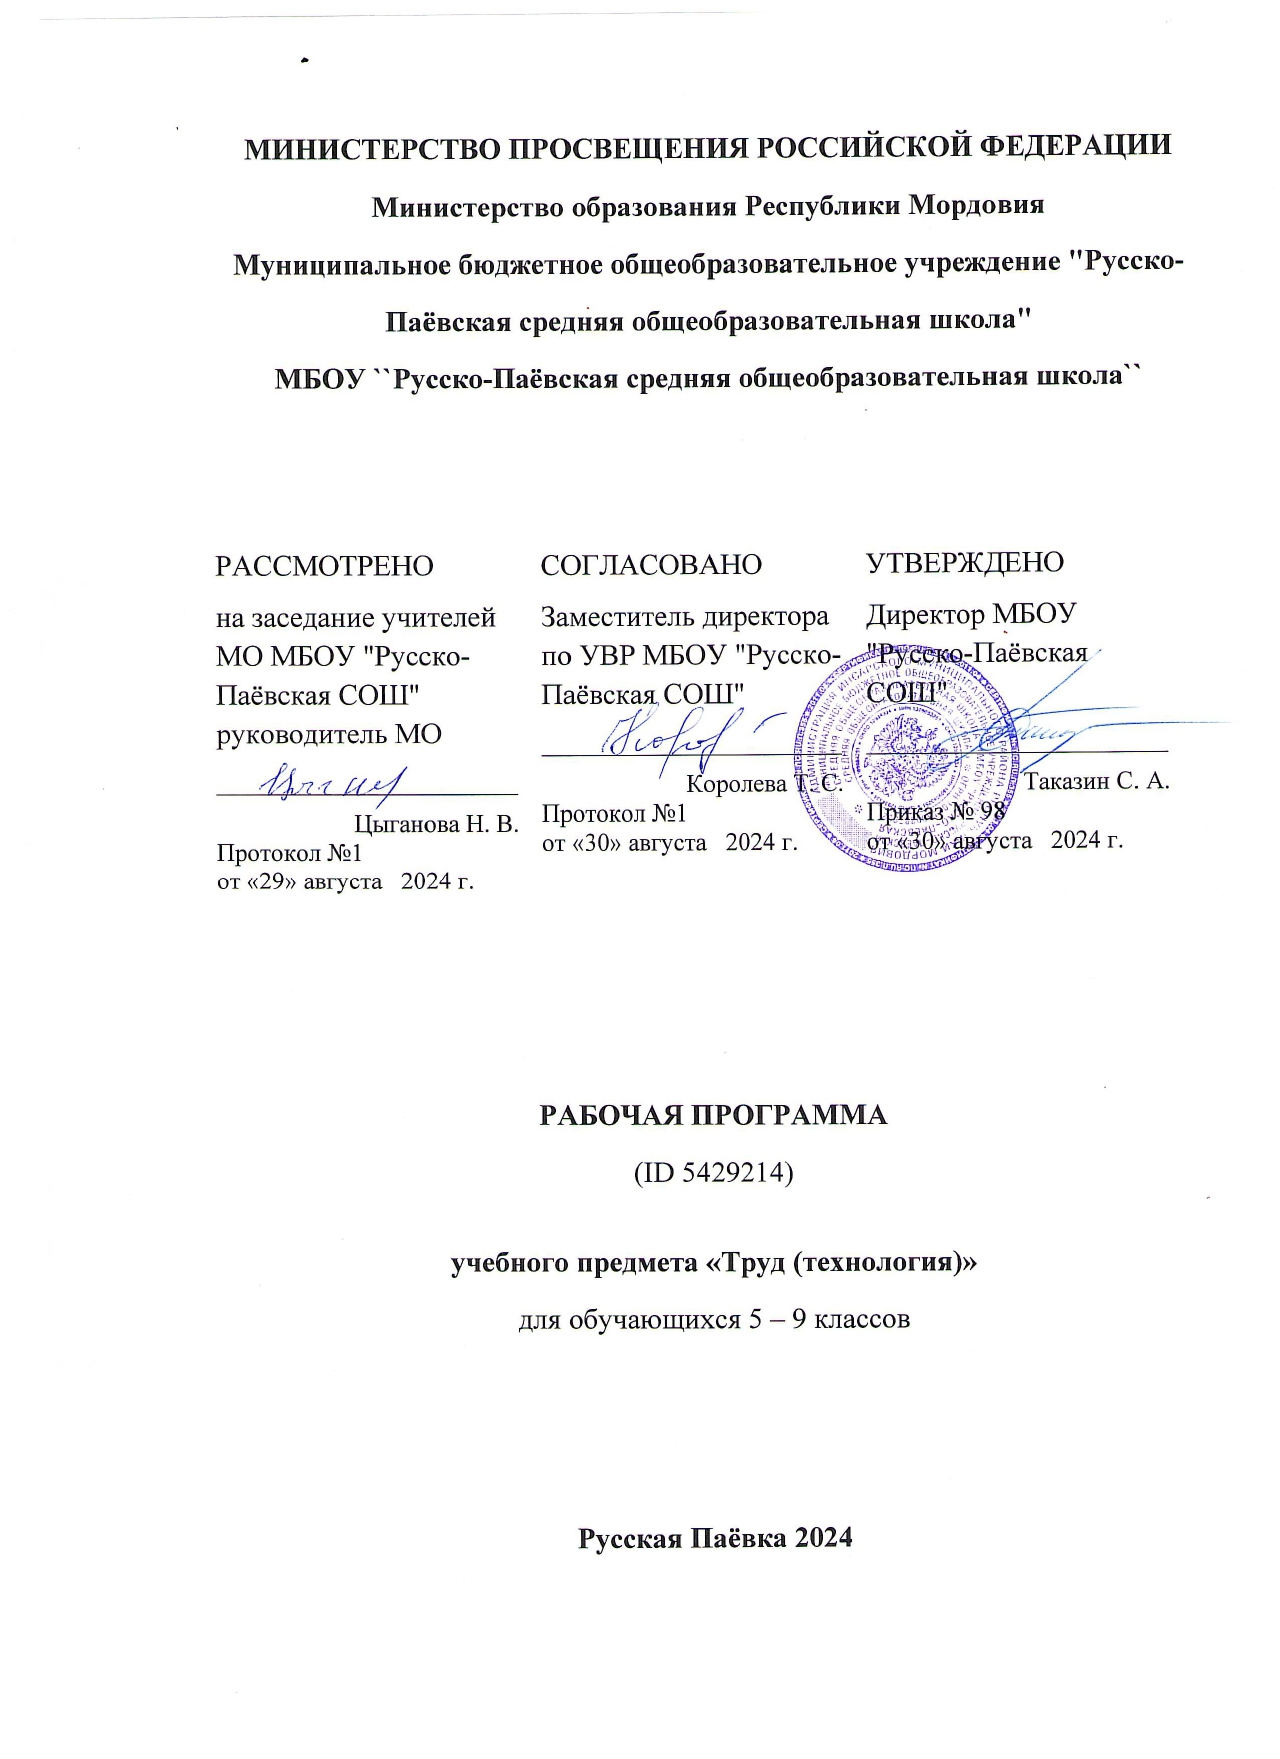 МИНИСТЕРСТВО ПРОСВЕЩЕНИЯ РОССИЙСКОЙ ФЕДЕРАЦИИ
Министерство образования Республики Мордовия
Муниципальное бюджетное общеобразовательное учреждение "Русско-
Паёвская средняя общеобразовательная школа"
МБОУ ``Русско-Паёвская средняя общеобразовательная школа``
РАССМОТРЕНО
на заседание учителей
МО МБОУ "Русско-
Паёвская СОШ"
руководитель МО
Цыганова Н. В.
Протокол №1
от «29» августа 2024 г.
СОГЛАСОВАНО
Заместитель директора
по УВР МБОУ "Русско-
Паёвская СОШ"
Королева Т. С.
Протокол №1
от «30» августа 2024 г.
УТВЕРЖДЕНО
Директор МБОУ
"Русско-Паёвская
СОШ"
Таказин С. А.
Приказ № 98
от «30» августа 2024 г.
РАБОЧАЯ ПРОГРАММА
(ID 5429214)
учебного предмета «Труд (технология)»
для обучающихся 5 – 9 классов
Русская Паёвка 2024